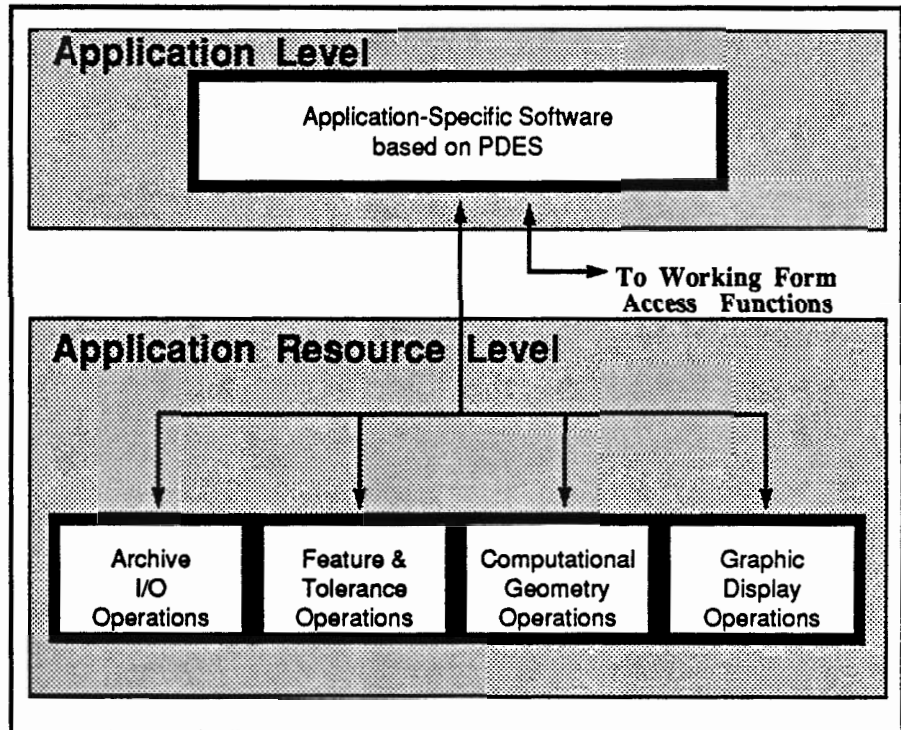 Application Level
Application-Specific Software
based on PDES
To Working Form
Access Functions
Application Resource Level
Archive
I/O
Operations
Feature &
Tolerance
Operations
Computational
Geometry
Operations
Graphic
Display
Operations